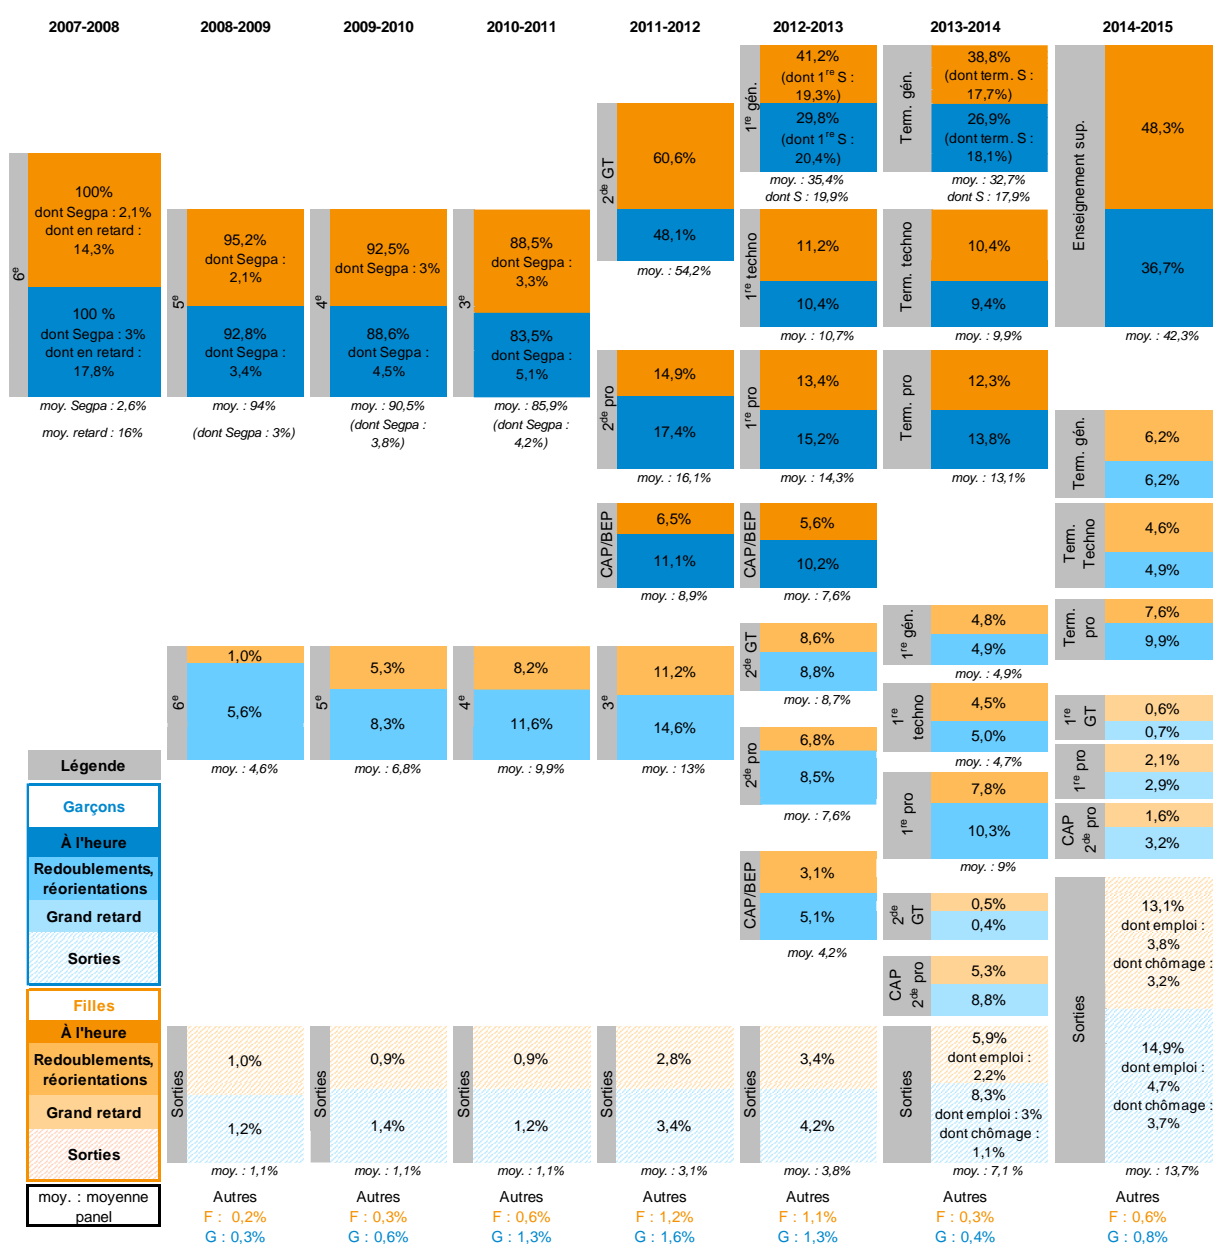 2007-2008
2008-2009
2009-2010
2010-2011
2011-2012
2012-2013
2013-2014
2014-2015
6e
100%
dont Segpa : 2,1%
dont en retard :
14,3%
100 %
dont Segpa : 3%
dont en retard :
17,8%
moy. Segpa : 2,6%
moy. retard : 16%
5e
95,2%
dont Segpa :
2,1%
92,8%
dont Segpa :
3,4%
moy. : 94%
(dont Segpa : 3%)
4e
92,5%
dont Segpa : 3%
88,6%
dont Segpa :
4,5%
moy. : 90,5%
(dont Segpa :
3,8%)
3e
88,5%
dont Segpa :
3,3%
83,5%
dont Segpa :
5,1%
moy. : 85,9%
(dont Segpa :
4,2%)
2de GT
60,6%
48,1%
moy. : 54,2%
2de pro
14,9%
17,4%
moy. : 16,1%
CAP/BEP
6,5%
11,1%
moy. : 8,9%
1re gén.
41,2%
(dont 1re S :
19,3%)
29,8%
(dont 1re S :
20,4%)
moy. : 35,4%
dont S : 19,9%
1re techno
11,2%
10,4%
moy. : 10,7%
1re pro
13,4%
15,2%
moy. : 14,3%
CAP/BEP
5,6%
10,2%
moy. : 7,6%
Term. gén.
38,8%
(dont term. S :
17,7%)
26,9%
(dont term. S :
18,1%)
moy. : 32,7%
dont S : 17,9%
Term. techno
10,4%
9,4%
moy. : 9,9%
Term. pro
12,3%
13,8%
moy. : 13,1%
Enseignement sup.
48,3%
36,7%
moy. : 42,3%
Term. gén.
6,2%
6,2%
Term.
Techno
4,6%
4,9%
Term.
pro
7,6%
9,9%
6e
1,0%
5,6%
moy. : 4,6%
5e
5,3%
8,3%
moy. : 6,8%
4e
8,2%
11,6%
moy. : 9,9%
3e
11,2%
14,6%
moy. : 13%
2de GT
8,6%
8,8%
moy. : 8,7%
2de pro
6,8%
8,5%
moy. : 7,6%
CAP/BEP
3,1%
5,1%
moy. 4,2%
1re gén.
4,8%
4,9%
moy. : 4,9%
1re
techno
4,5%
5,0%
moy. : 4,7%
1re pro
7,8%
10,3%
moy. : 9%
2de
GT
0,5%
0,4%
CAP
2de pro
5,3%
8,8%
1re
GT
0,6%
0,7%
1re pro
2,1%
2,9%
CAP
2de pro
1,6%
3,2%
Légende
Garçons
À l'heure
Redoublements,
réorientations
Grand retard
Sorties
Filles
À l'heure
Redoublements,
réorientations
Grand retard
Sorties
moy. : moyenne
panel
Sorties
1,0%
1,2%
moy. : 1,1%
Sorties
0,9%
1,4%
moy. : 1,1%
Sorties
0,9%
1,2%
moy. : 1,1%
Sorties
2,8%
3,4%
moy. : 3,1%
Sorties
3,4%
4,2%
moy. : 3,8%
Sorties
5,9%
dont emploi :
2,2%
8,3%
dont emploi : 3%
dont chômage :
1,1%
moy. : 7,1 %
Sorties
13,1%
dont emploi :
3,8%
dont chômage :
3,2%
14,9%
dont emploi :
4,7%
dont chômage :
3,7%
moy. : 13,7%
Autres
F : 0,2%
G : 0,3%
Autres
F : 0,3%
G : 0,6%
Autres
F : 0,6%
G : 1,3%
Autres
F : 1,2%
G : 1,6%
Autres
F : 1,1%
G : 1,3%
Autres
F : 0,3%
G : 0,4%
Autres
F : 0,6%
G : 0,8%